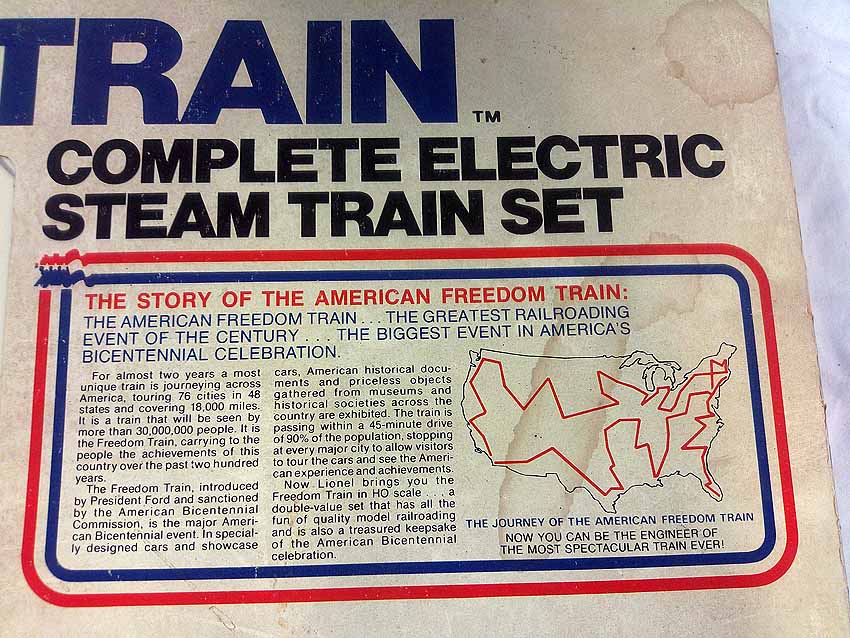 TRAIN™
COMPLETE ELECTRIC
STEAM TRAIN SET
THE STORY OF THE AMERICAN FREEDOM TRAIN:
THE AMERICAN FREEDOM TRAIN . . . THE GREATEST RAILROADING
EVENT OF THE CENTURY . . . THE BIGGEST EVENT IN AMERICA'S
BICENTENNIAL CELEBRATION.
For almost two years a most
unique train is journeying across
America, touring 76 cities in 48
states and covering 18,000 miles.
It is a train that will be seen by
more than 30,000,000 people. It is
the Freedom Train, carrying to the
people the achievements of this
country over the past two hundred
years.
The Freedom Train, introduced
by President Ford and sanctioned
by the American Bicentennial
Commission, is the major Ameri-
can Bicentennial event. In special-
ly designed cars and showcase
cars, American historical docu-
ments and priceless objects
gathered from museums and
historical societies across the
country are exhibited. The train is
passing within a 45-minute drive
of 90% of the population, stopping
at every major city to allow visitors
to tour the cars and see the Ameri-
can experience and achievements.
Now Lionel brings you the
Freedom Train in HO scale . . . a
double-value set that has all the
fun of quality model railroading
and is also a treasured keepsake
of the American Bicentennial
celebration.
THE JOURNEY OF THE AMERICAN FREEDOM TRAIN
NOW YOU CAN BE THE ENGINEER OF
THE MOST SPECTACULAR TRAIN EVER!